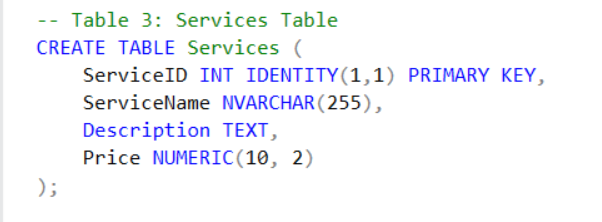 -- Table 3: Services Table
CREATE TABLE Services (
    ServiceID INT IDENTITY(1,1) PRIMARY KEY,
    ServiceName NVARCHAR(255),
    Description TEXT,
    Price NUMERIC(10, 2)
);